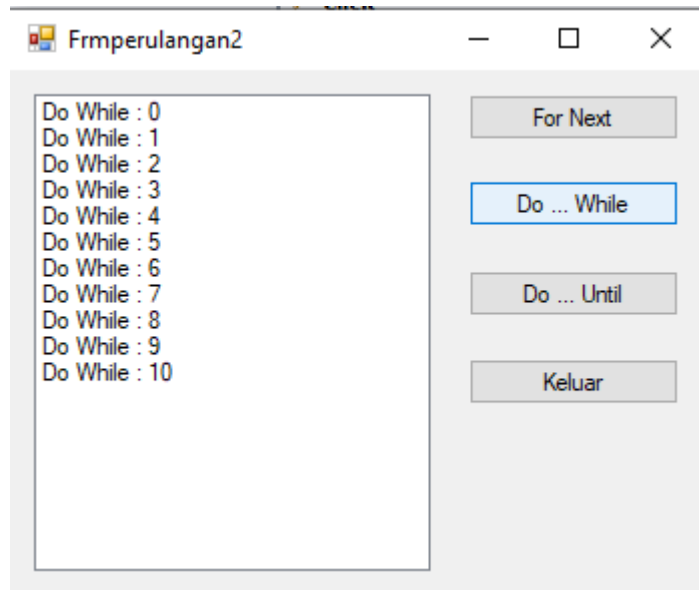 Frmperulangan2
Do While : 0
Do While : 1
Do While : 2
Do While : 3
Do While : 4
Do While : 5
Do While : 6
Do While : 7
Do While : 8
Do While : 9
Do While : 10
For Next
Do ... While
Do ... Until
Keluar